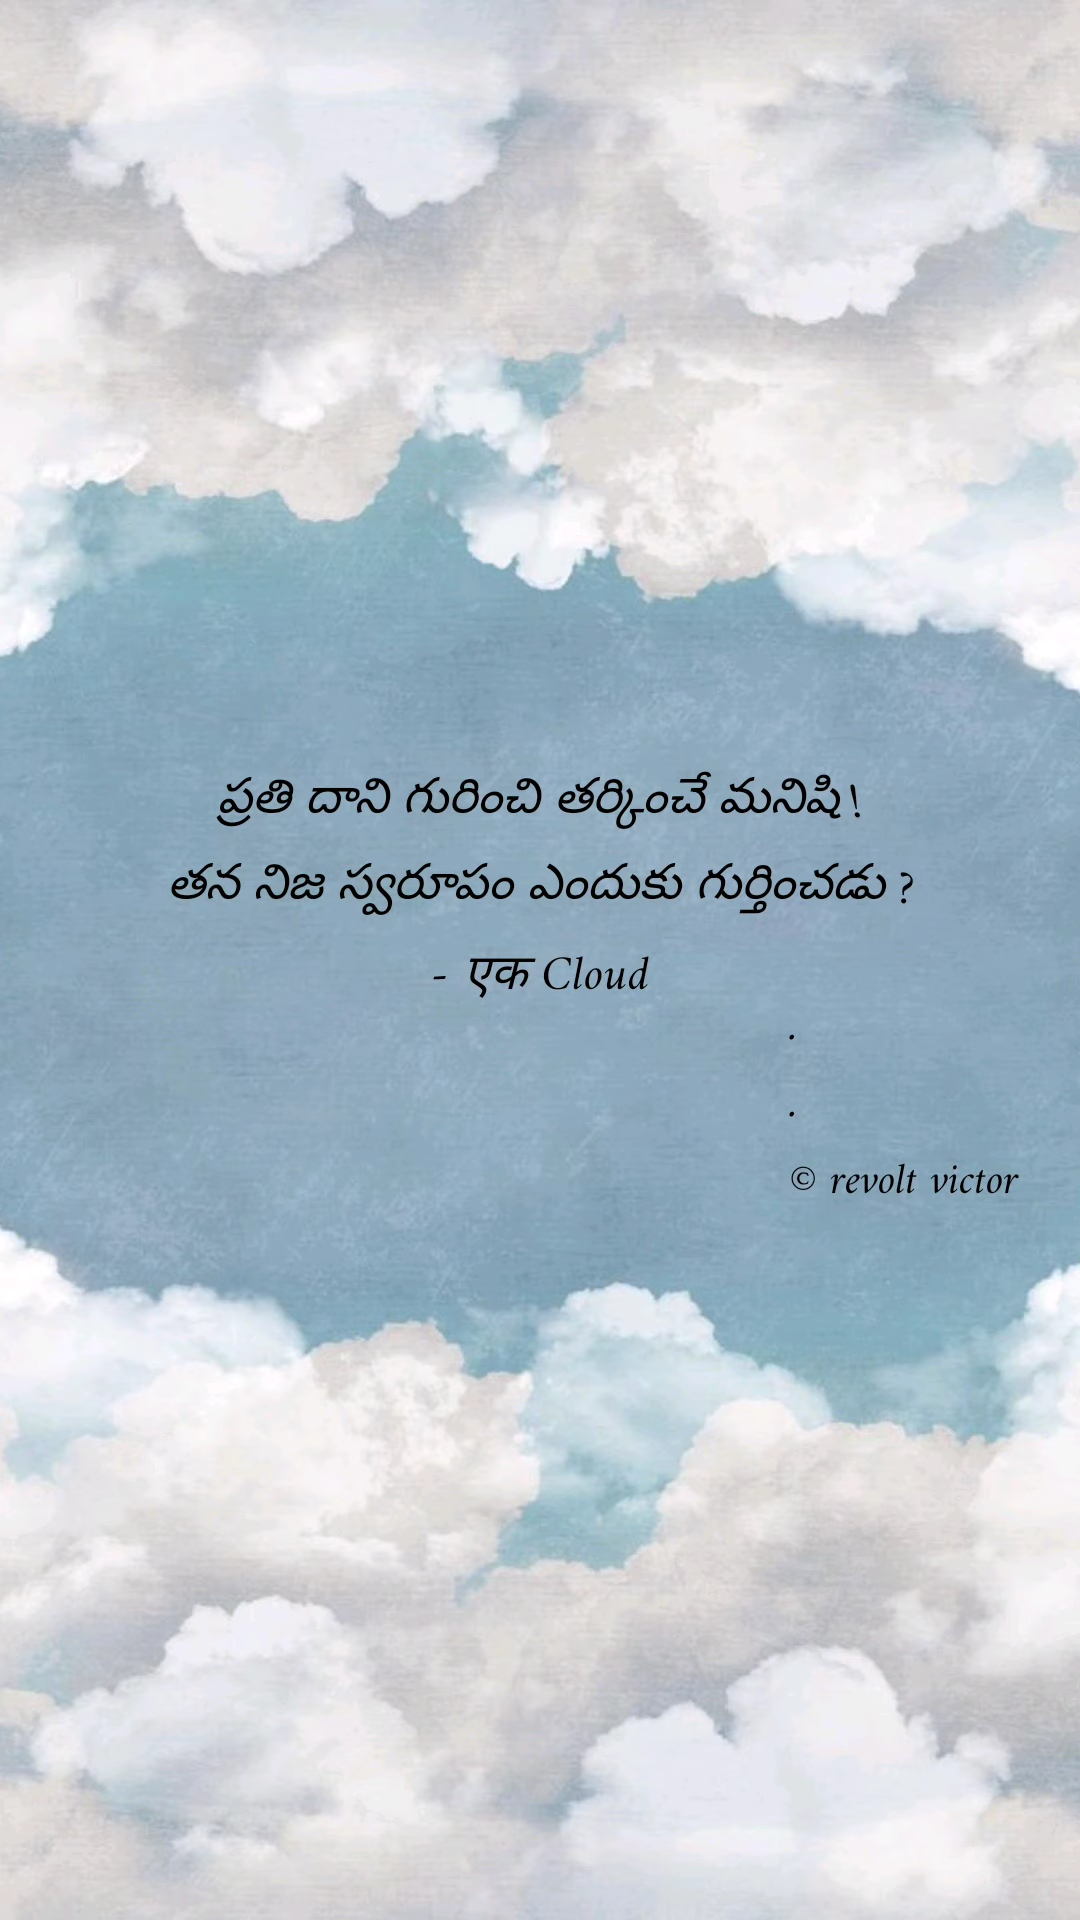 ప్రతి దాని గురించి తర్కించే మనిషి!
తన నిజ స్వరూపం ఎందుకు గుర్తించడు ?
- एक Cloud
.
.
© revolt victor